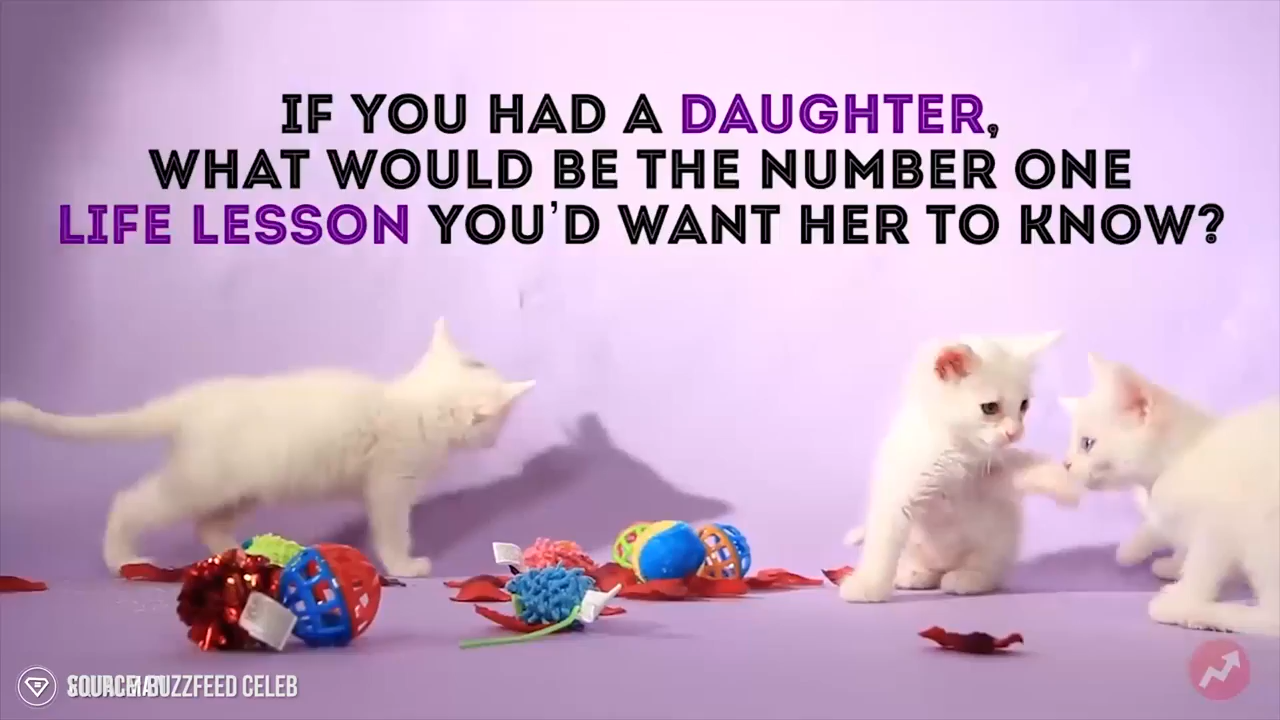 IF YOU HAD A DAUGHTER,
WHAT WOULD BE THE NUMBER ONE
LIFE LESSON YOU'D WANT HER TO KNOW?
BUZZFEED CELEB